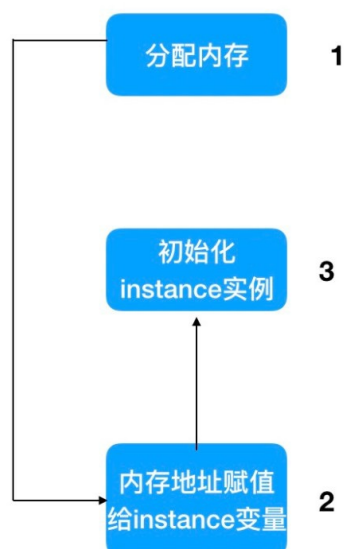 分配内存
1
初始化
instance实例
3
内存地址赋值
给instance变量
2